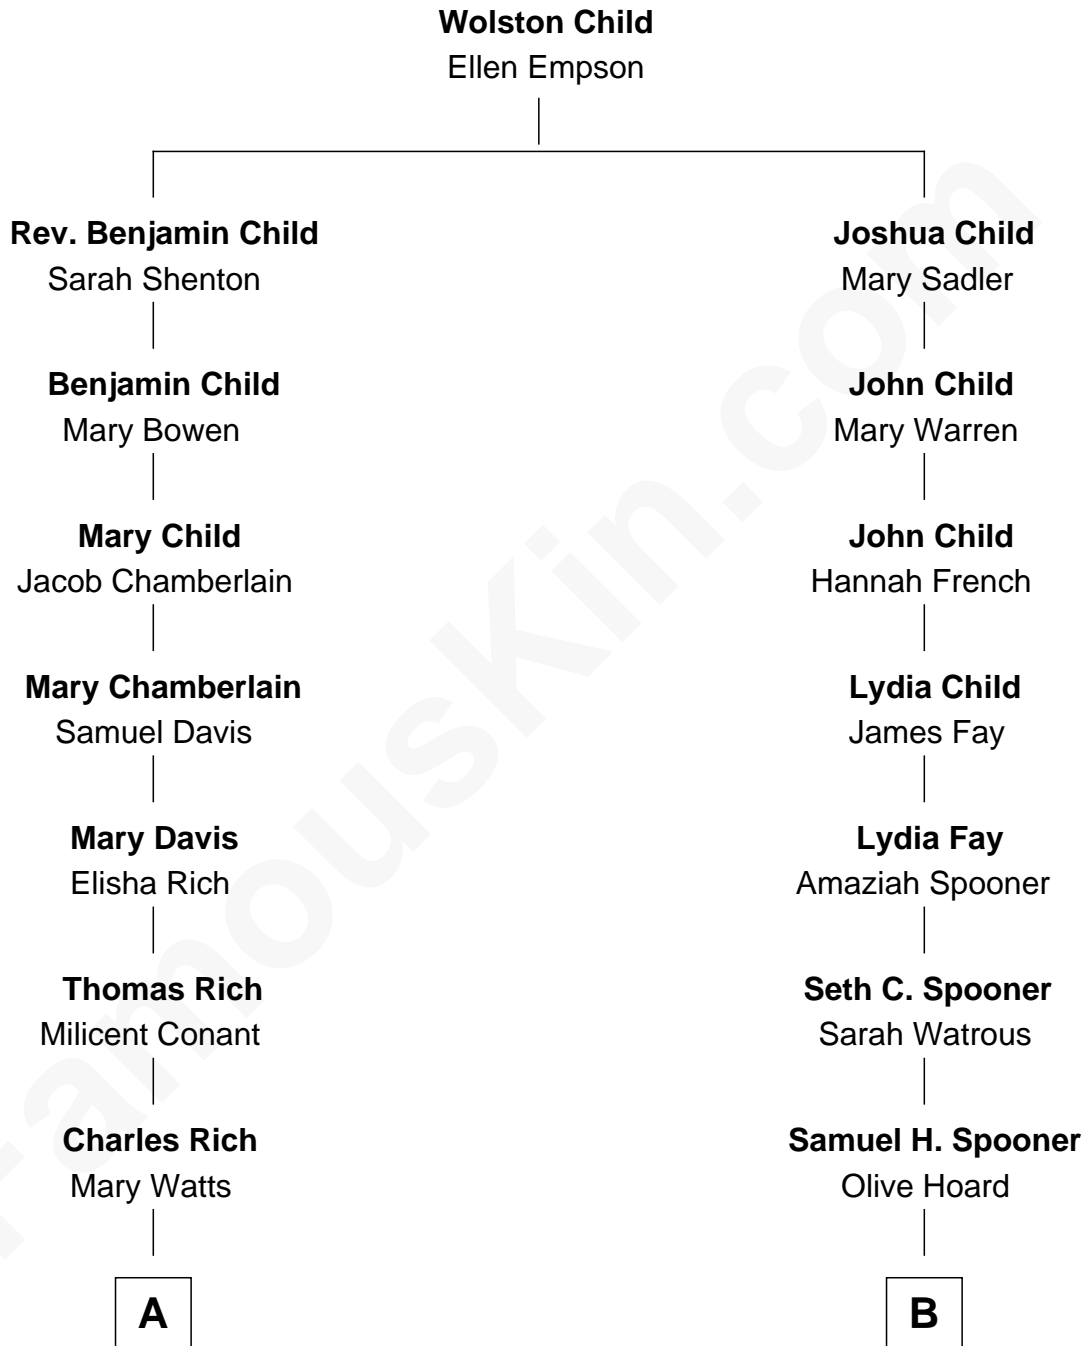 Wolston Child
Ellen Empson
Rev. Benjamin Child
Sarah Shenton
Joshua Child
Mary Sadler
Benjamin Child
Mary Bowen
John Child
Mary Warren
Mary Child
Jacob Chamberlain
John Child
Hannah French
Mary Chamberlain
Samuel Davis
Lydia Child
James Fay
Mary Davis
Elisha Rich
Lydia Fay
Amaziah Spooner
Thomas Rich
Milicent Conant
Seth C. Spooner
Sarah Watrous
Charles Rich
Mary Watts
Samuel H. Spooner
Olive Hoard
A
B
FamousKin.com